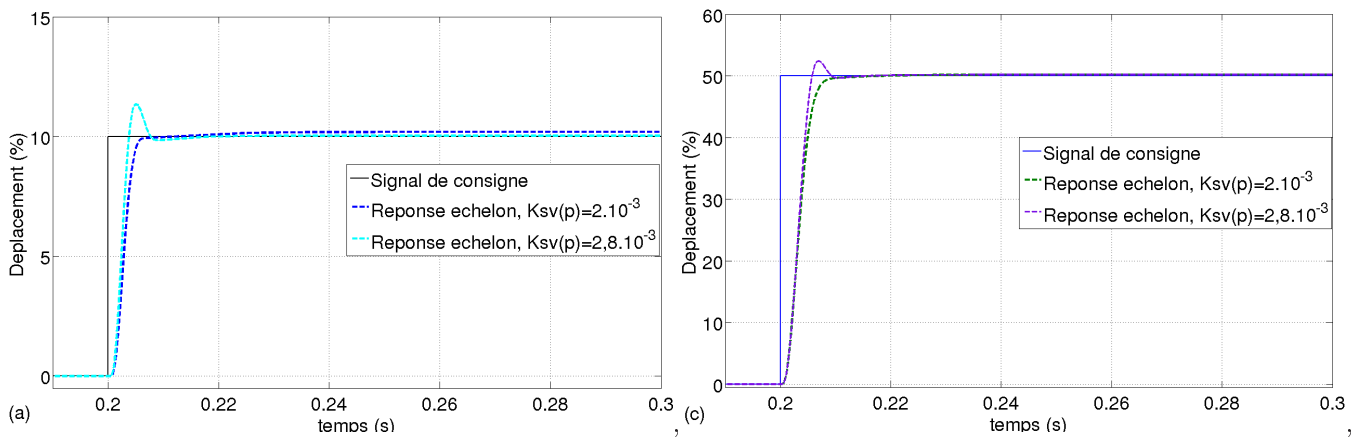 15
10
5
0
Deplacement (%)
0.2 0.22 0.24 0.26 0.28 0.3
temps (s)
Signal de consigne
Reponse echelon, Ksv(p)=2.10⁻³
Reponse echelon, Ksv(p)=2,8.10⁻³
(a)
,
60
50
40
30
20
10
0
Deplacement (%)
0.2 0.22 0.24 0.26 0.28 0.3
temps (s)
Signal de consigne
Reponse echelon, Ksv(p)=2.10⁻³
Reponse echelon, Ksv(p)=2,8.10⁻³
(c)
,